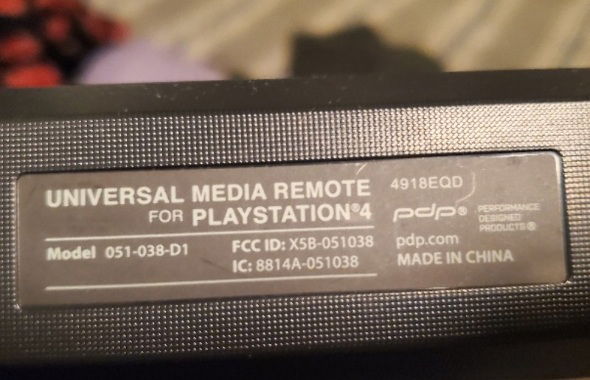 UNIVERSAL MEDIA REMOTE
FOR PLAYSTATION®4
Model 051-038-D1
FCC ID: X5B-051038
IC: 8814A-051038
4918EQD
pdp® PERFORMANCE
DESIGNED
PRODUCTS®
pdp.com
MADE IN CHINA